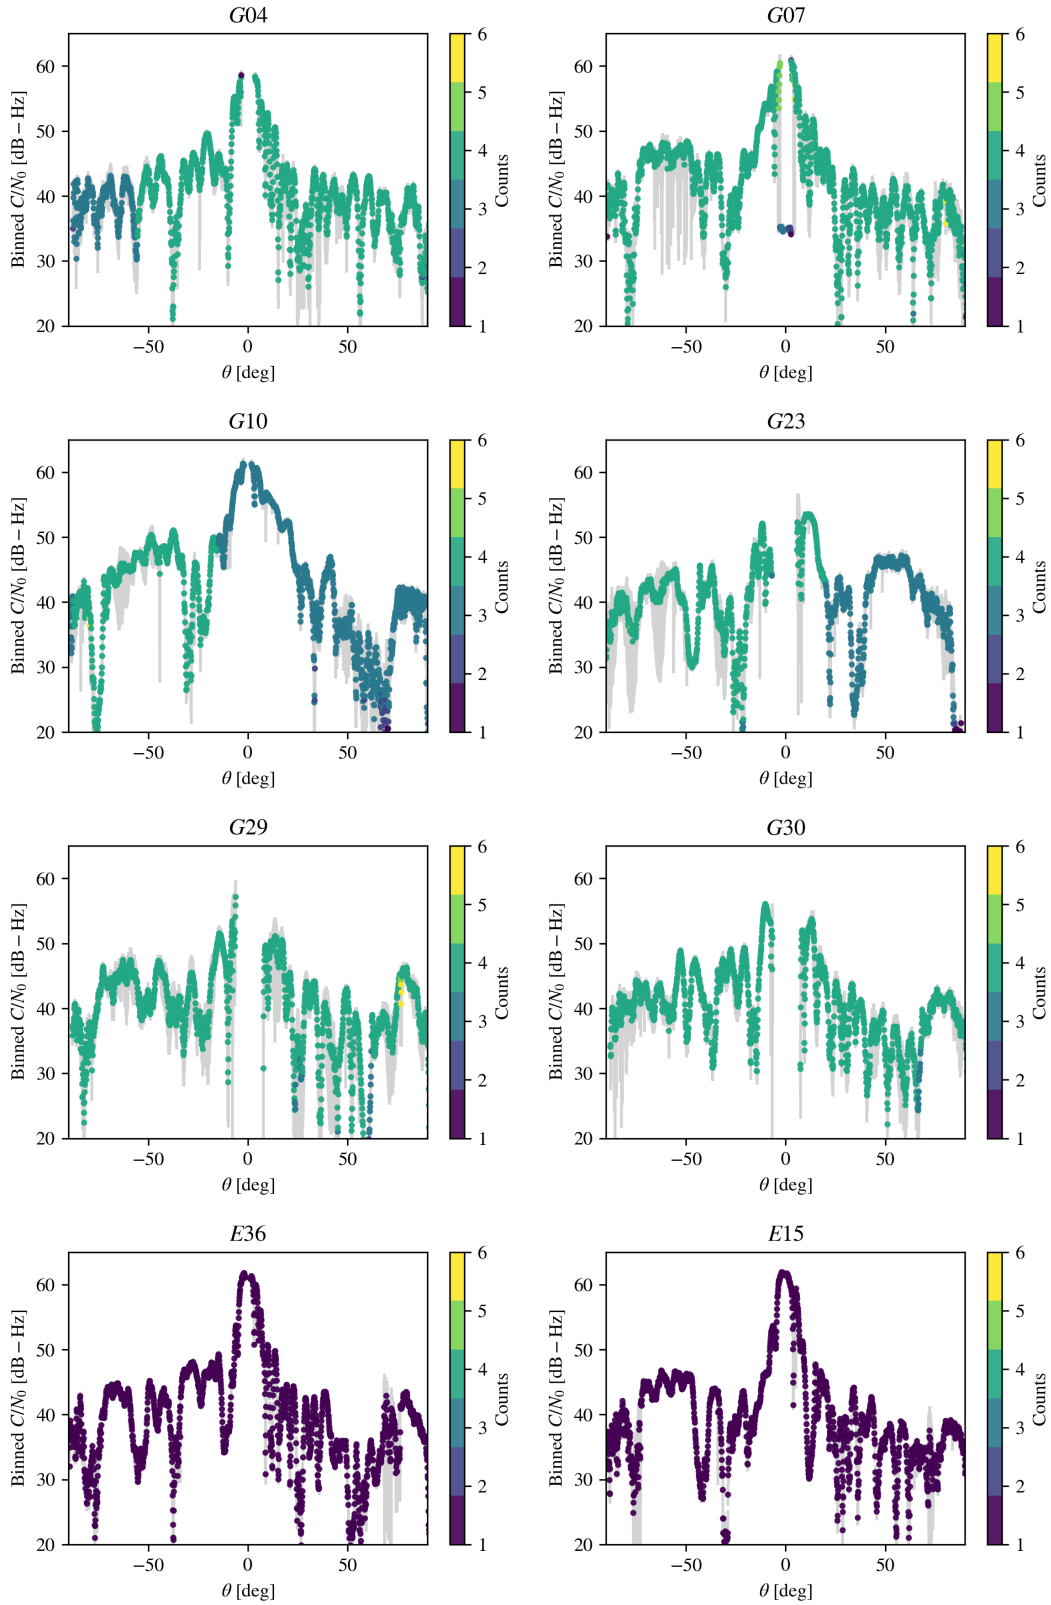 G04
Binned C/N₀ [dB − Hz]
60
50
40
30
20
−50 0 50
θ [deg]
6
5
4
3
2
1
Counts
G07
Binned C/N₀ [dB − Hz]
60
50
40
30
20
−50 0 50
θ [deg]
6
5
4
3
2
1
Counts
G10
Binned C/N₀ [dB − Hz]
60
50
40
30
20
−50 0 50
θ [deg]
6
5
4
3
2
1
Counts
G23
Binned C/N₀ [dB − Hz]
60
50
40
30
20
−50 0 50
θ [deg]
6
5
4
3
2
1
Counts
G29
Binned C/N₀ [dB − Hz]
60
50
40
30
20
−50 0 50
θ [deg]
6
5
4
3
2
1
Counts
G30
Binned C/N₀ [dB − Hz]
60
50
40
30
20
−50 0 50
θ [deg]
6
5
4
3
2
1
Counts
E36
Binned C/N₀ [dB − Hz]
60
50
40
30
20
−50 0 50
θ [deg]
6
5
4
3
2
1
Counts
E15
Binned C/N₀ [dB − Hz]
60
50
40
30
20
−50 0 50
θ [deg]
6
5
4
3
2
1
Counts